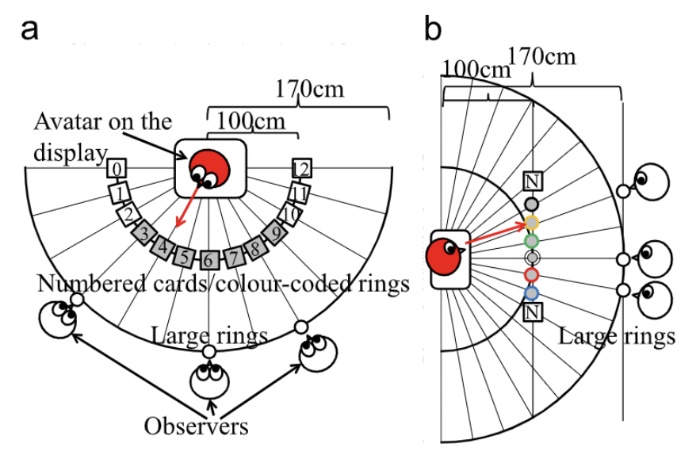 a
170cm
100cm
Avatar on the
display
0
1
2
3
4
5
6
7
8
9
10
11
12
Numbered cards/colour-coded rings
Large rings
Observers
b
170cm
100cm
N
N
Large rings